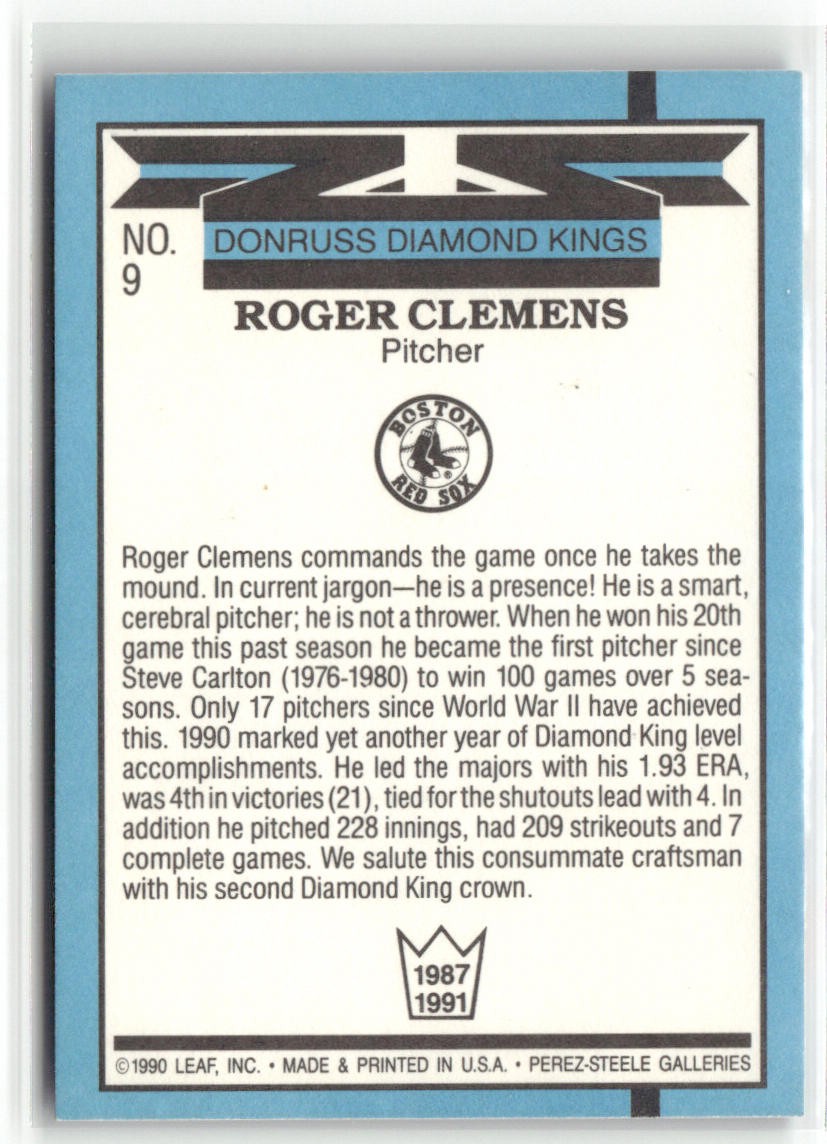 NO.
9
DONRUSS DIAMOND KINGS
ROGER CLEMENS
Pitcher
BOSTON
RED SOX
®
Roger Clemens commands the game once he takes the
mound. In current jargon—he is a presence! He is a smart,
cerebral pitcher; he is not a thrower. When he won his 20th
game this past season he became the first pitcher since
Steve Carlton (1976-1980) to win 100 games over 5 sea-
sons. Only 17 pitchers since World War II have achieved
this. 1990 marked yet another year of Diamond King level
accomplishments. He led the majors with his 1.93 ERA,
was 4th in victories (21), tied for the shutouts lead with 4. In
addition he pitched 228 innings, had 209 strikeouts and 7
complete games. We salute this consummate craftsman
with his second Diamond King crown.
1987
1991
©1990 LEAF, INC. • MADE & PRINTED IN U.S.A. • PEREZ-STEELE GALLERIES